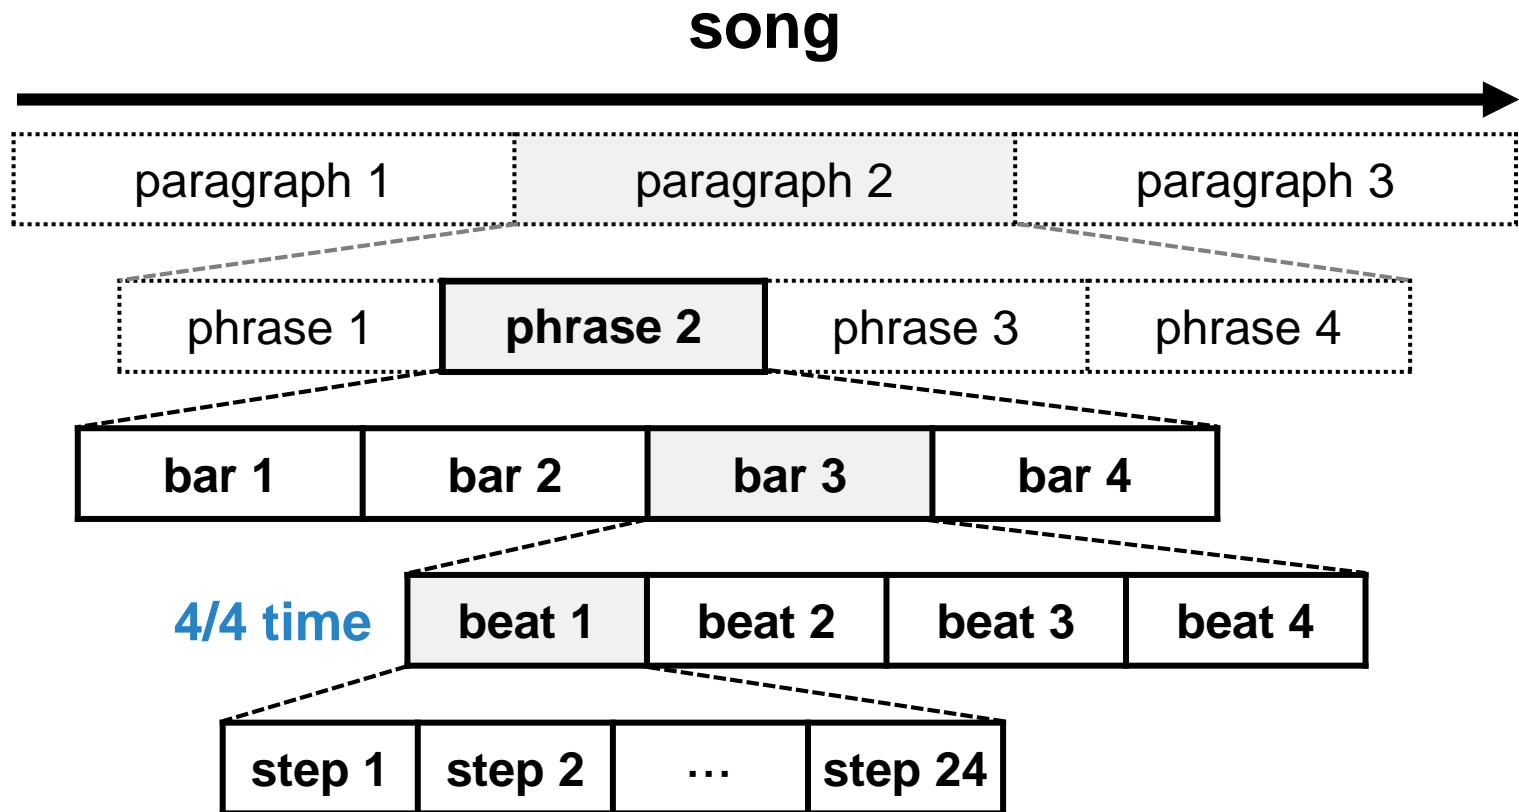 song
paragraph 1 paragraph 2 paragraph 3
phrase 1 phrase 2 phrase 3 phrase 4
bar 1 bar 2 bar 3 bar 4
4/4 time beat 1 beat 2 beat 3 beat 4
step 1 step 2 ... step 24